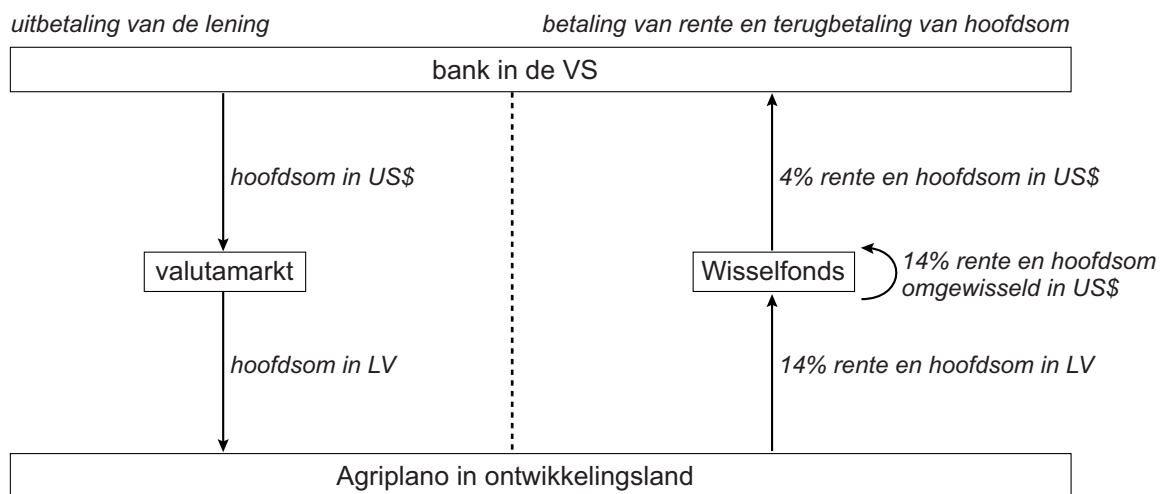 uitbetaling van de lening
betaling van rente en terugbetaling van hoofdsom
bank in de VS
hoofdsom in US$
4% rente en hoofdsom in US$
valutamarkt
Wisselfonds
14% rente en hoofdsom
omgewisseld in US$
hoofdsom in LV
14% rente en hoofdsom in LV
Agriplano in ontwikkelingsland